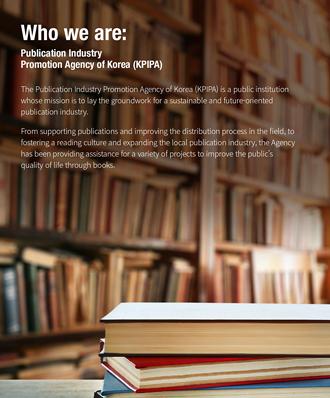 Who we are:
Publication Industry
Promotion Agency of Korea (KPIPA)
The Publication Industry Promotion Agency of Korea (KPIPA) is a public institution
whose mission is to lay the groundwork for a sustainable and future-oriented
publication industry.
From supporting publications and improving the distribution process in the field, to
fostering a reading culture and expanding the local publication industry, the Agency
has been providing assistance for a variety of projects to improve the public's
quality of life through books.